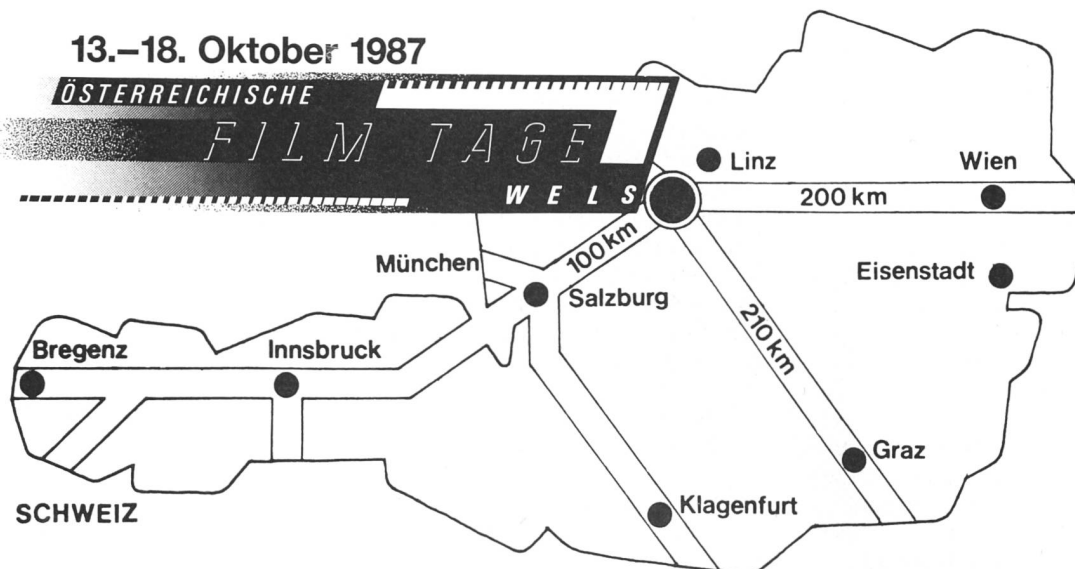 13.–18. Oktober 1987
ÖSTERREICHISCHE
FILM TAGE
WELS
Linz
Wien
200 km
München
100 km
Eisenstadt
Salzburg
210 km
Bregenz
Innsbruck
Graz
Klagenfurt
SCHWEIZ